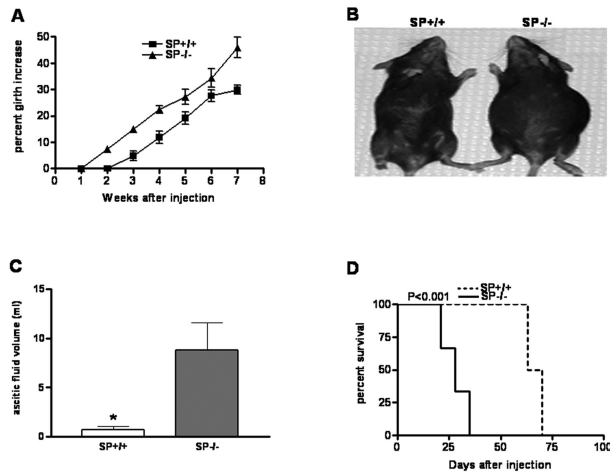 A
SP+/+
SP-/-
percent girth increase
50
40
30
20
10
0
0 1 2 3 4 5 6 7 8
Weeks after injection
B
SP+/+ SP-/-
C
ascitic fluid volume (ml)
15
10
5
0
*
SP+/+ SP-/-
D
P<0.001
SP+/+
SP-/-
percent survival
100
75
50
25
0
0 25 50 75 100
Days after injection